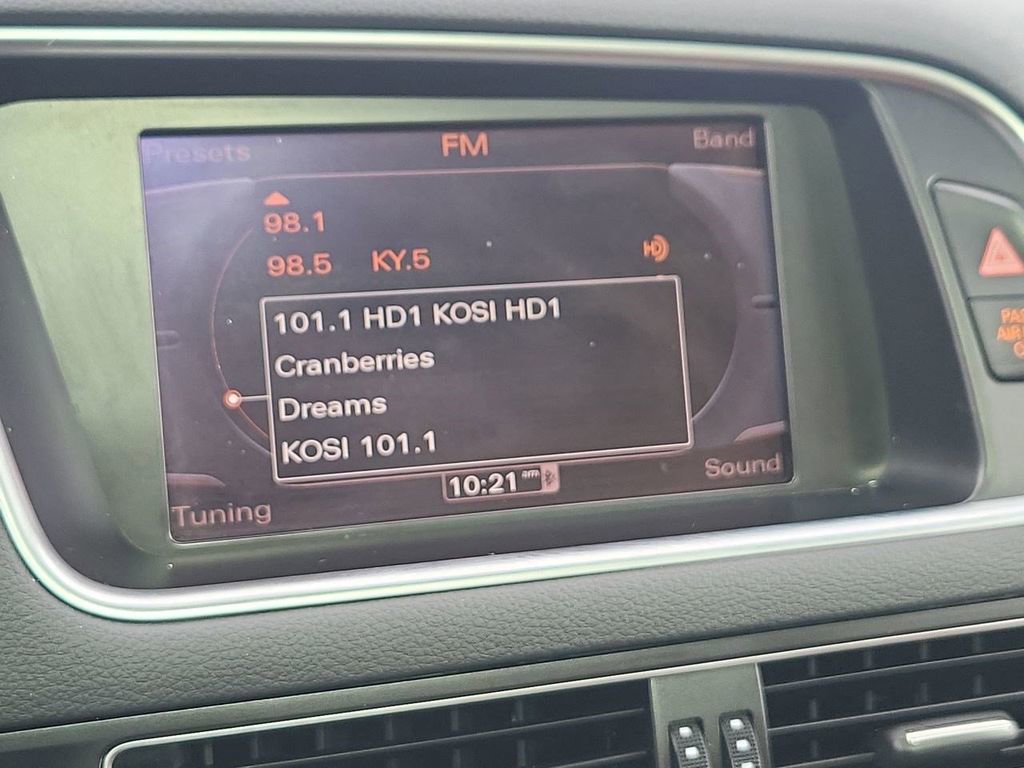 Presets FM Band
98.1
98.5 KY.5
HD
101.1 HD1 KOSI HD1
Cranberries
Dreams
KOSI 101.1
10:21 am
Sound
Tuning